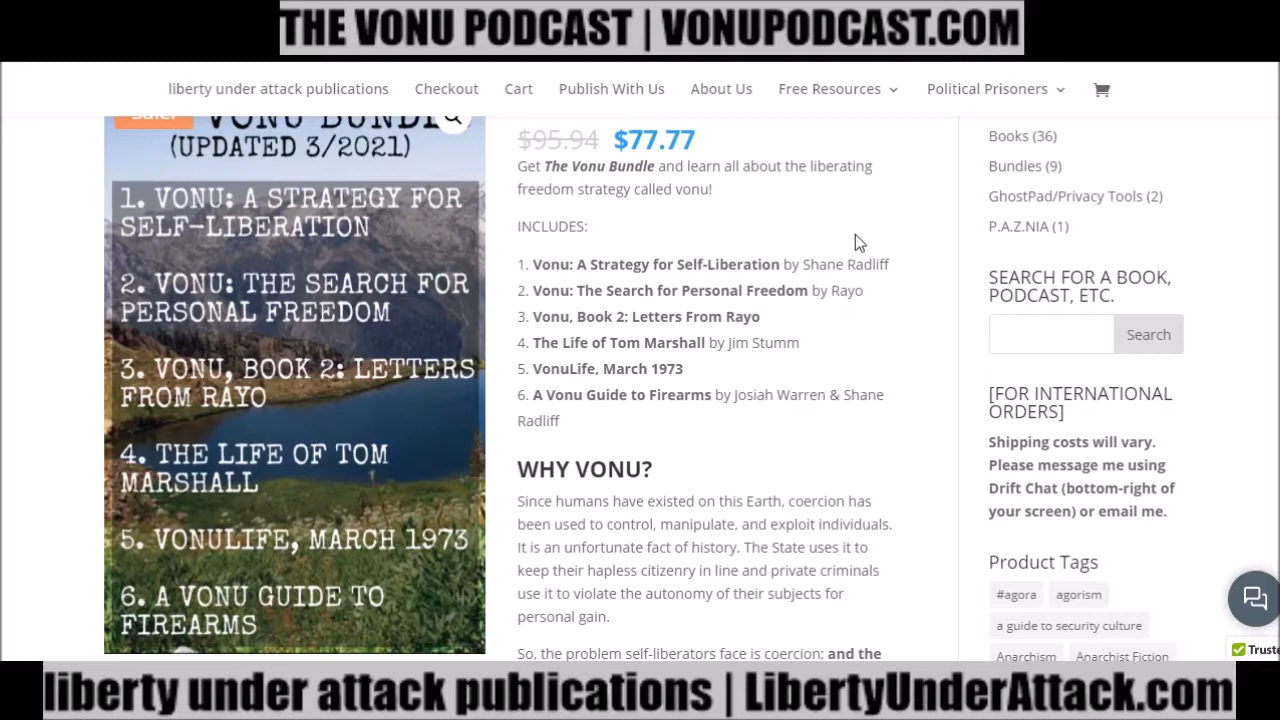 THE VONU PODCAST | VONUPODCAST.COM
liberty under attack publications Checkout Cart Publish With Us About Us Free Resources Political Prisoners
VONU BUNDLE
(UPDATED 3/2021)
1. VONU: A STRATEGY FOR
SELF-LIBERATION
2. VONU: THE SEARCH FOR
PERSONAL FREEDOM
3. VONU, BOOK 2: LETTERS
FROM RAYO
4. THE LIFE OF TOM
MARSHALL
5. VONULIFE, MARCH 1973
6. A VONU GUIDE TO
FIREARMS
$95.94 $77.77
Get The Vonu Bundle and learn all about the liberating
freedom strategy called vonu!
INCLUDES:
1. Vonu: A Strategy for Self-Liberation by Shane Radliff
2. Vonu: The Search for Personal Freedom by Rayo
3. Vonu, Book 2: Letters From Rayo
4. The Life of Tom Marshall by Jim Stumm
5. VonuLife, March 1973
6. A Vonu Guide to Firearms by Josiah Warren & Shane
Radliff
WHY VONU?
Since humans have existed on this Earth, coercion has
been used to control, manipulate, and exploit individuals.
It is an unfortunate fact of history. The State uses it to
keep their hapless citizenry in line and private criminals
use it to violate the autonomy of their subjects for
personal gain.
So, the problem self-liberators face is coercion; and the
Books (36)
Bundles (9)
GhostPad/Privacy Tools (2)
P.A.Z.NIA (1)
SEARCH FOR A BOOK,
PODCAST, ETC.
Search
[FOR INTERNATIONAL
ORDERS]
Shipping costs will vary.
Please message me using
Drift Chat (bottom-right of
your screen) or email me.
Product Tags
#agora agorism
a guide to security culture
Anarchism Anarchist Fiction
Truste
liberty under attack publications | LibertyUnderAttack.com